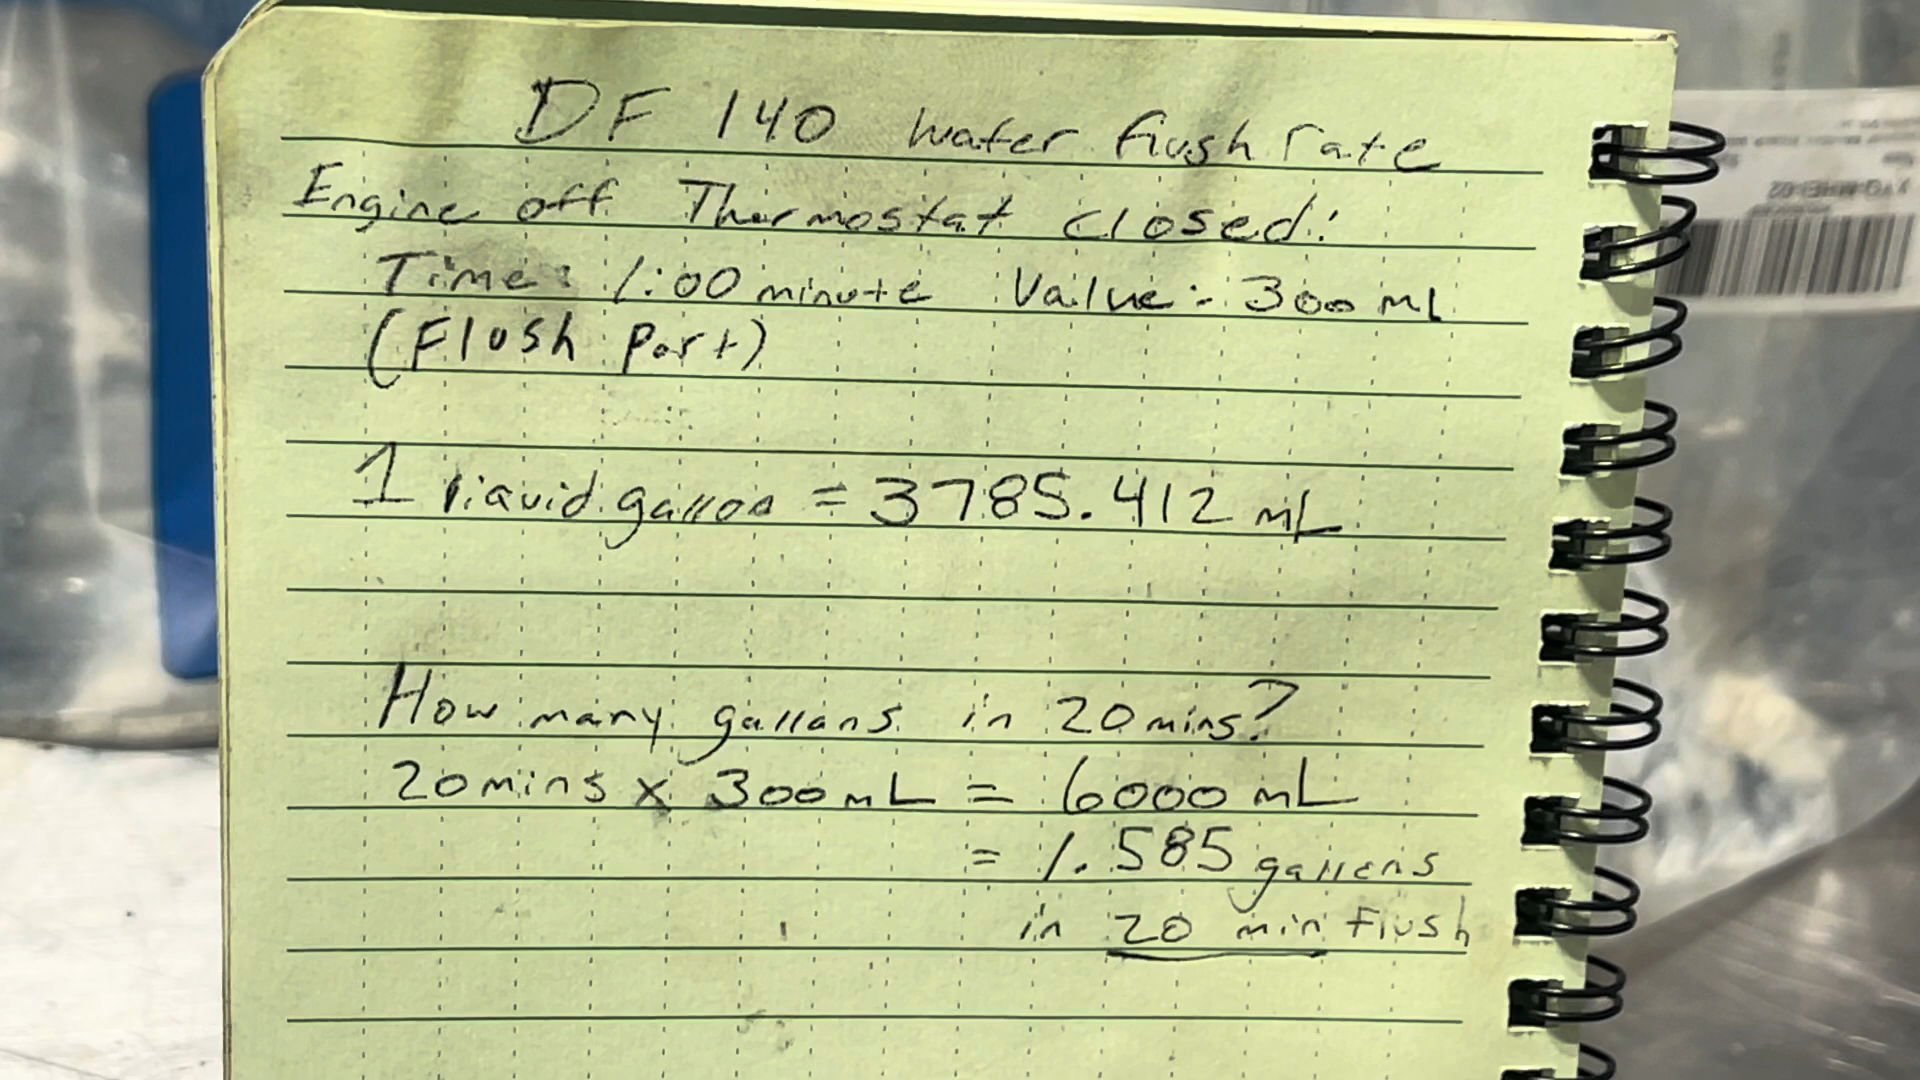 DF 140 water flush rate
Engine off Thermostat closed:
Time: 1:00 minute Value: 300 mL
(Flush Port)
1 liquid gallon = 3785.412 mL
How many gallons in 20 mins?
20 mins x 300 mL = 6000 mL
= 1.585 gallons
in 20 min flush